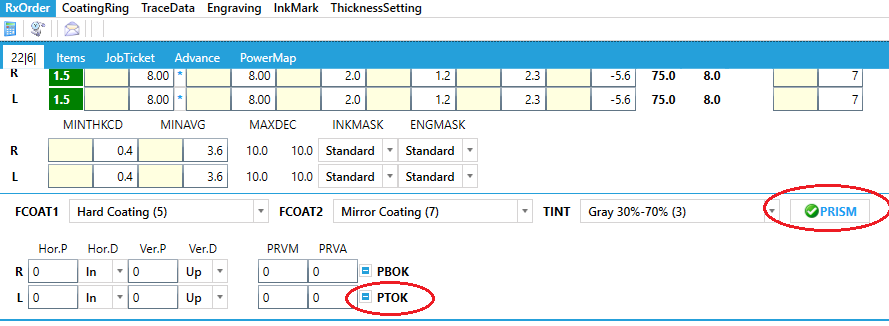 RxOrder CoatingRing TraceData Engraving InkMark ThicknessSetting
22|6| Items JobTicket Advance PowerMap
R 1.5 8.00 * 8.00 2.0 1.2 2.3 -5.6 75.0 8.0 7
L 1.5 8.00 * 8.00 2.0 1.2 2.3 -5.6 75.0 8.0 7
MINTHKCD MINAVG MAXDEC INKMASK ENGMASK
R 0.4 3.6 10.0 10.0 Standard Standard
L 0.4 3.6 10.0 10.0 Standard Standard
FCOAT1 Hard Coating (5) FCOAT2 Mirror Coating (7) TINT Gray 30%-70% (3) PRISM
Hor.P Hor.D Ver.P Ver.D PRVM PRVA
R 0 In 0 Up 0 0 PBOK
L 0 In 0 Up 0 0 PTOK